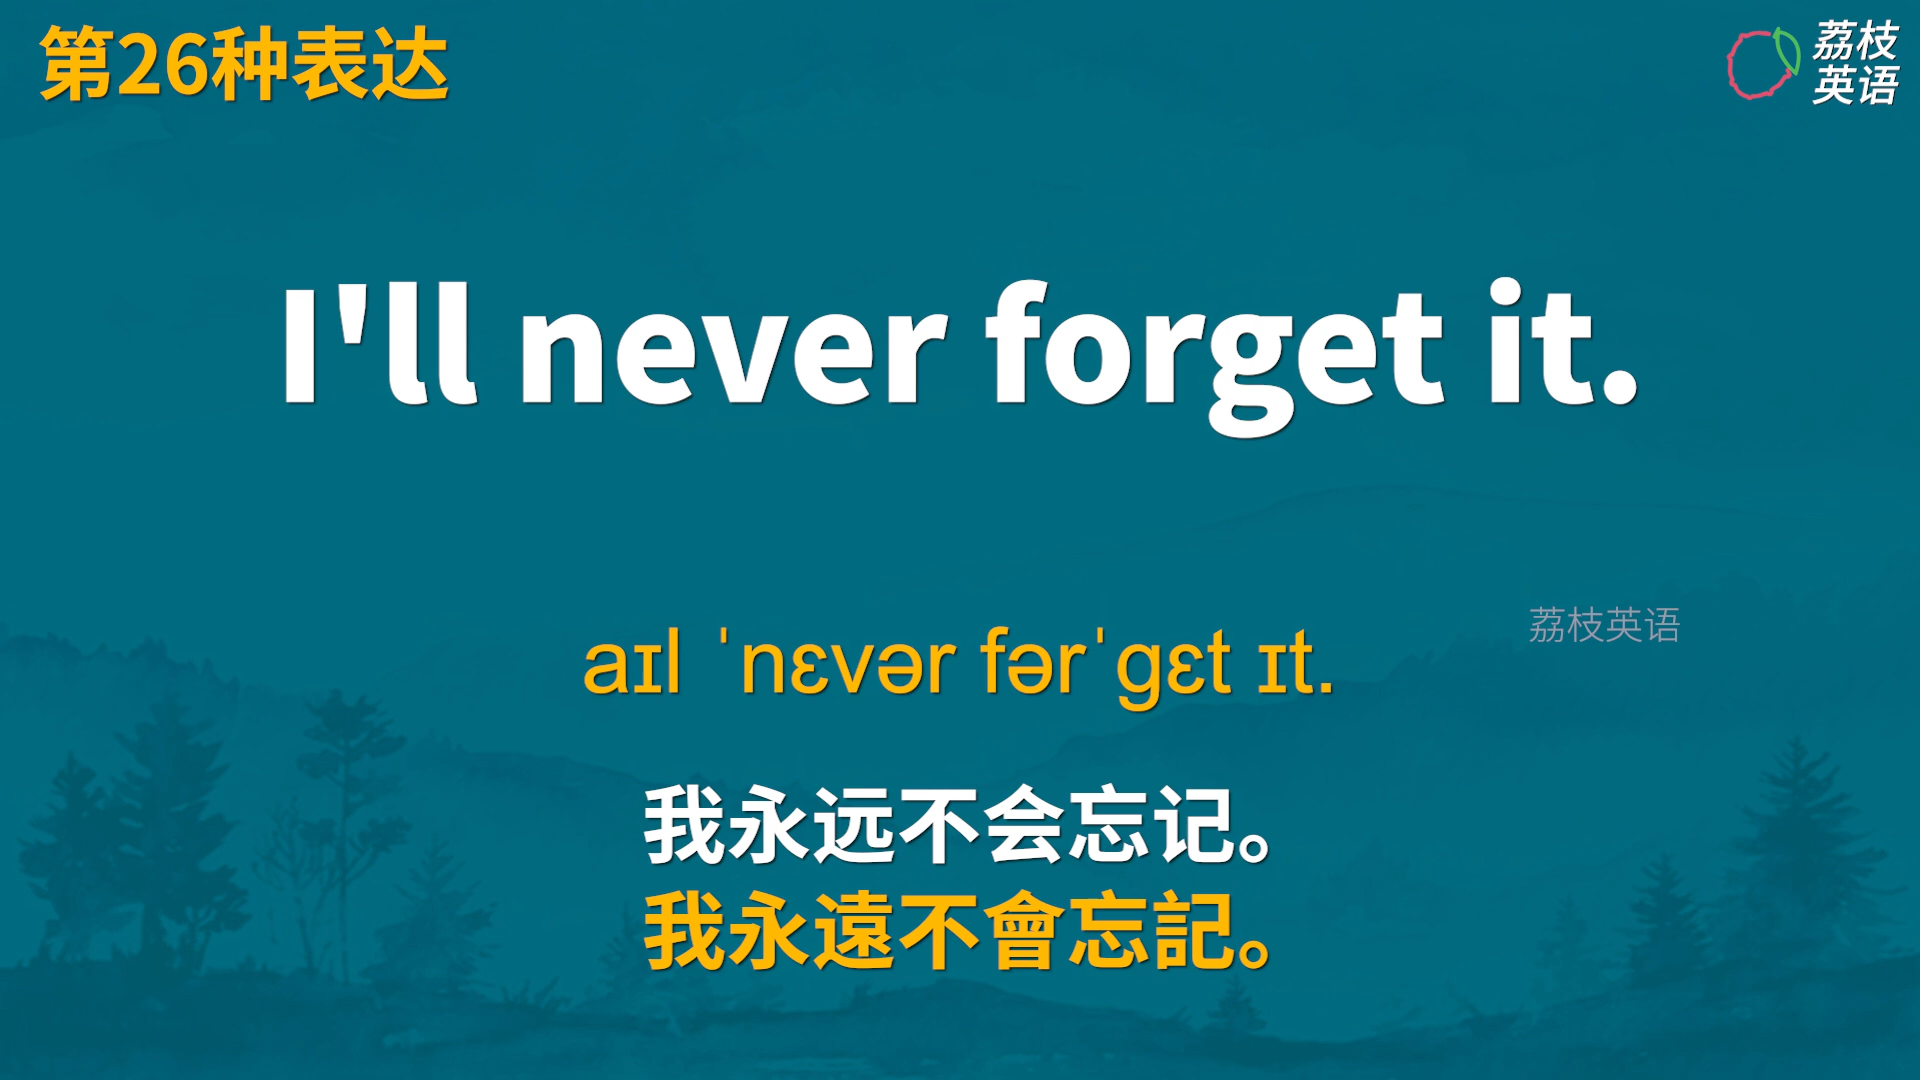 第26种表达
荔枝
英语
I'll never forget it.
荔枝英语
aɪl ˈnɛvər fərˈgɛt ɪt.
我永远不会忘记。
我永遠不會忘記。